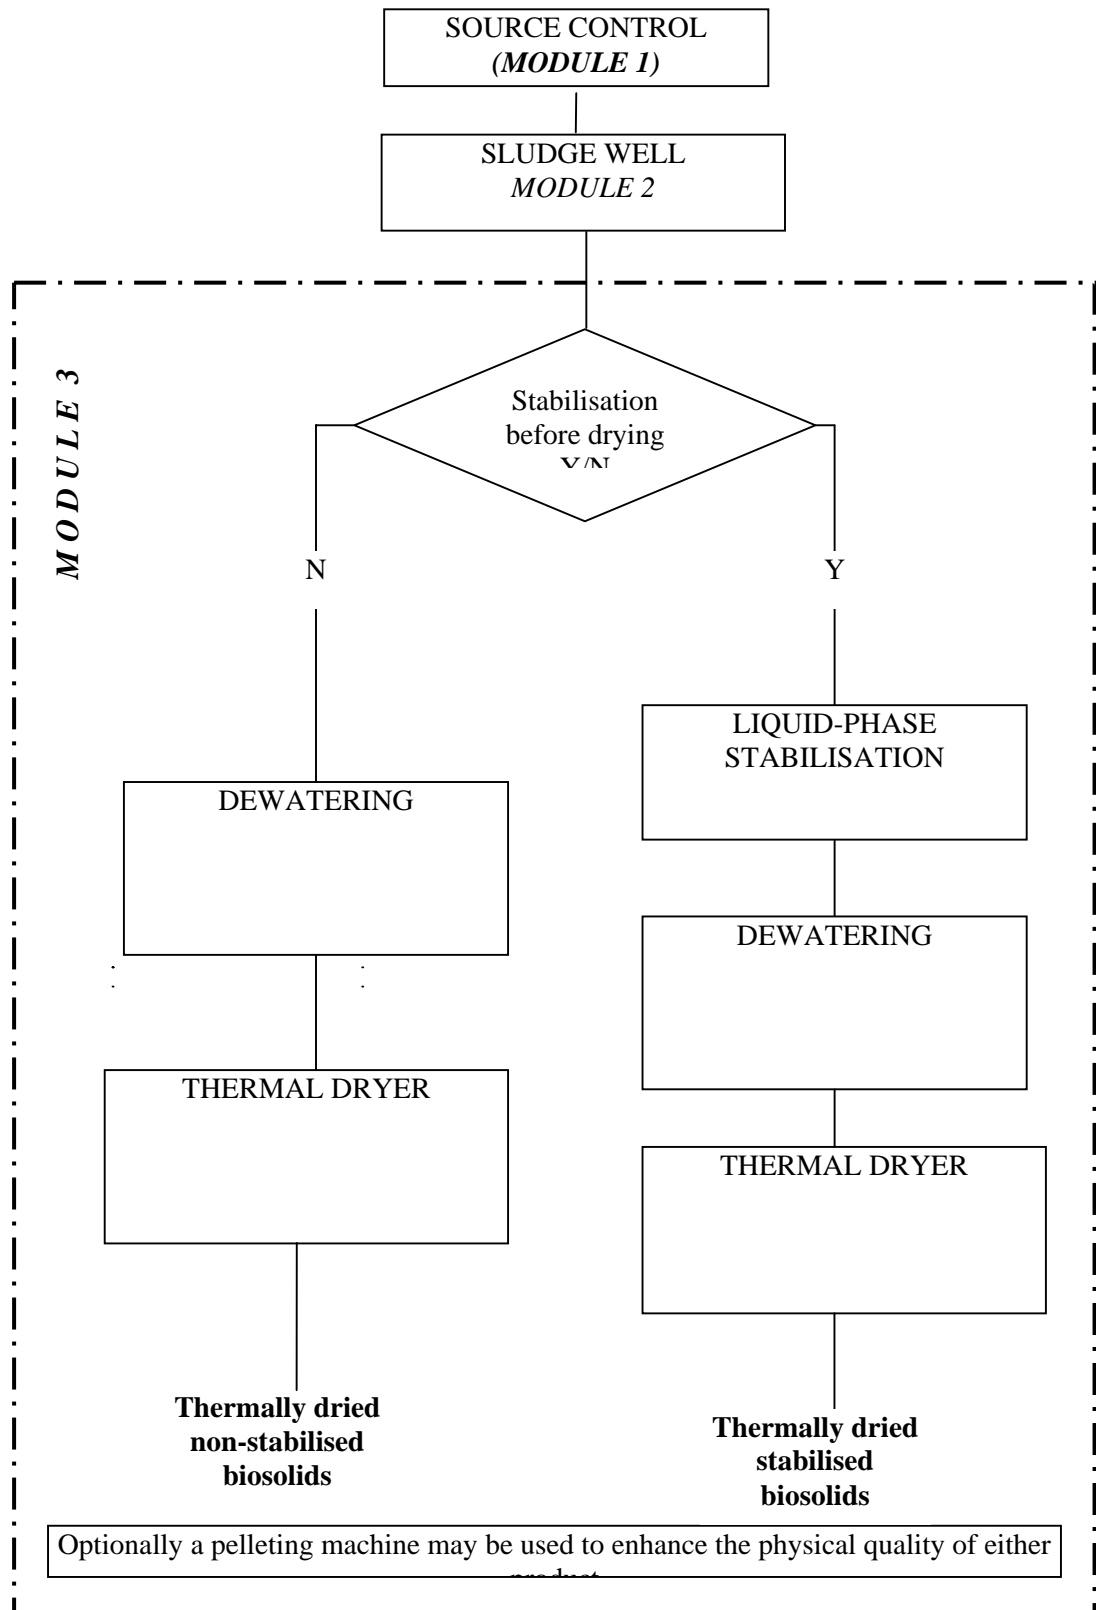 SOURCE CONTROL
(MODULE 1)
SLUDGE WELL
MODULE 2
MODULE 3
Stabilisation
before drying
Y/N
N
Y
LIQUID-PHASE
STABILISATION
DEWATERING
DEWATERING
THERMAL DRYER
THERMAL DRYER
Thermally dried
non-stabilised
biosolids
Thermally dried
stabilised
biosolids
Optionally a pelleting machine may be used to enhance the physical quality of either
product